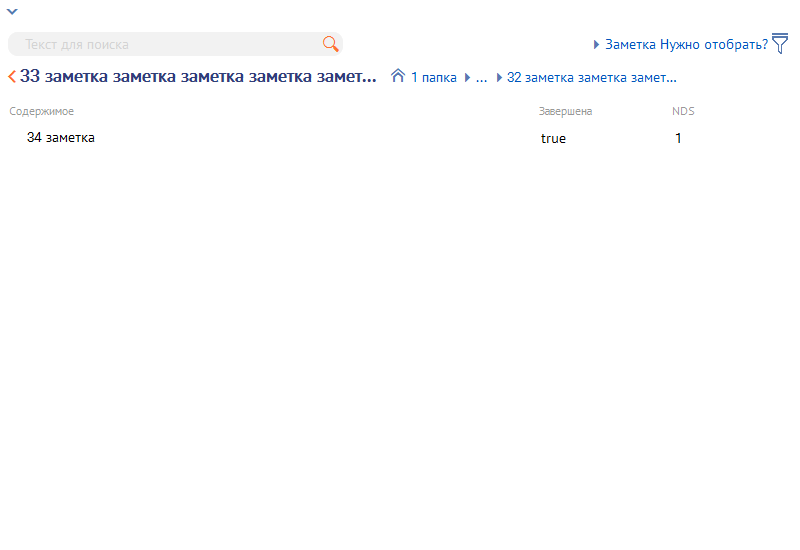 Текст для поиска Заметка Нужно отобрать?
33 заметка заметка заметка заметка замет... 1 папка ... 32 заметка заметка замет...
Содержимое Завершена NDS
34 заметка true 1